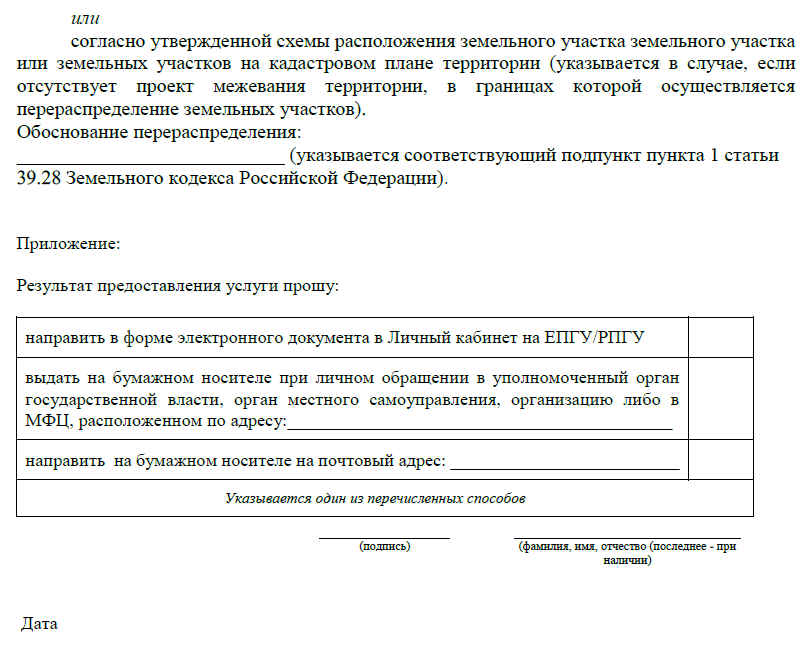 или
согласно утвержденной схемы расположения земельного участка земельного участка
или земельных участков на кадастровом плане территории (указывается в случае, если
отсутствует проект межевания территории, в границах которой осуществляется
перераспределение земельных участков).
Обоснование перераспределения:
____________________________ (указывается соответствующий подпункт пункта 1 статьи
39.28 Земельного кодекса Российской Федерации).
Приложение:
Результат предоставления услуги прошу:
направить в форме электронного документа в Личный кабинет на ЕПГУ/РПГУ
выдать на бумажном носителе при личном обращении в уполномоченный орган
государственной власти, орган местного самоуправления, организацию либо в
МФЦ, расположенном по адресу:___________________________________________
направить на бумажном носителе на почтовый адрес: _________________________
Указывается один из перечисленных способов
(подпись)
(фамилия, имя, отчество (последнее - при
наличии)
Дата